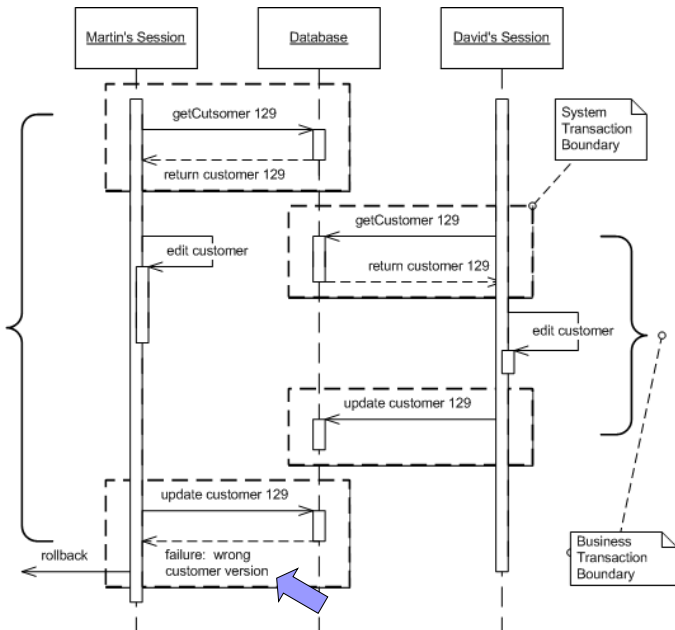 Martin's Session
Database
David's Session
getCutsomer 129
return customer 129
System
Transaction
Boundary
getCustomer 129
edit customer
return customer 129
edit customer
update customer 129
update customer 129
failure: wrong
customer version
rollback
Business
Transaction
Boundary